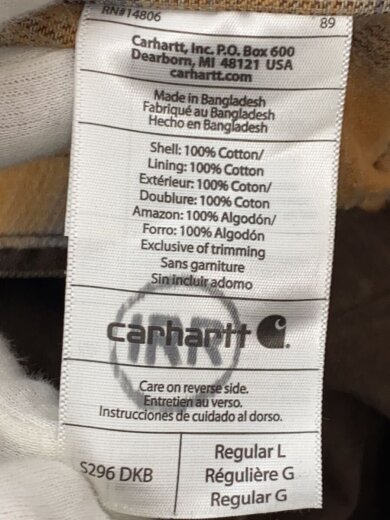 RN#14806 89
Carhartt, Inc. P.O. Box 600
Dearborn, MI 48121 USA
carhartt.com
Made in Bangladesh
Fabriqué au Bangladesh
Hecho en Bangladesh
Shell: 100% Cotton/
Lining: 100% Cotton
Extérieur: 100% Coton/
Doublure: 100% Coton
Amazon: 100% Algodón/
Forro: 100% Algodón
Exclusive of trimming
Sans garniture
Sin incluir adorno
IRR
carhartt
Care on reverse side.
Entretien au verso.
Instrucciones de cuidado al dorso.
S296 DKB
Regular L
Régulière G
Regular G